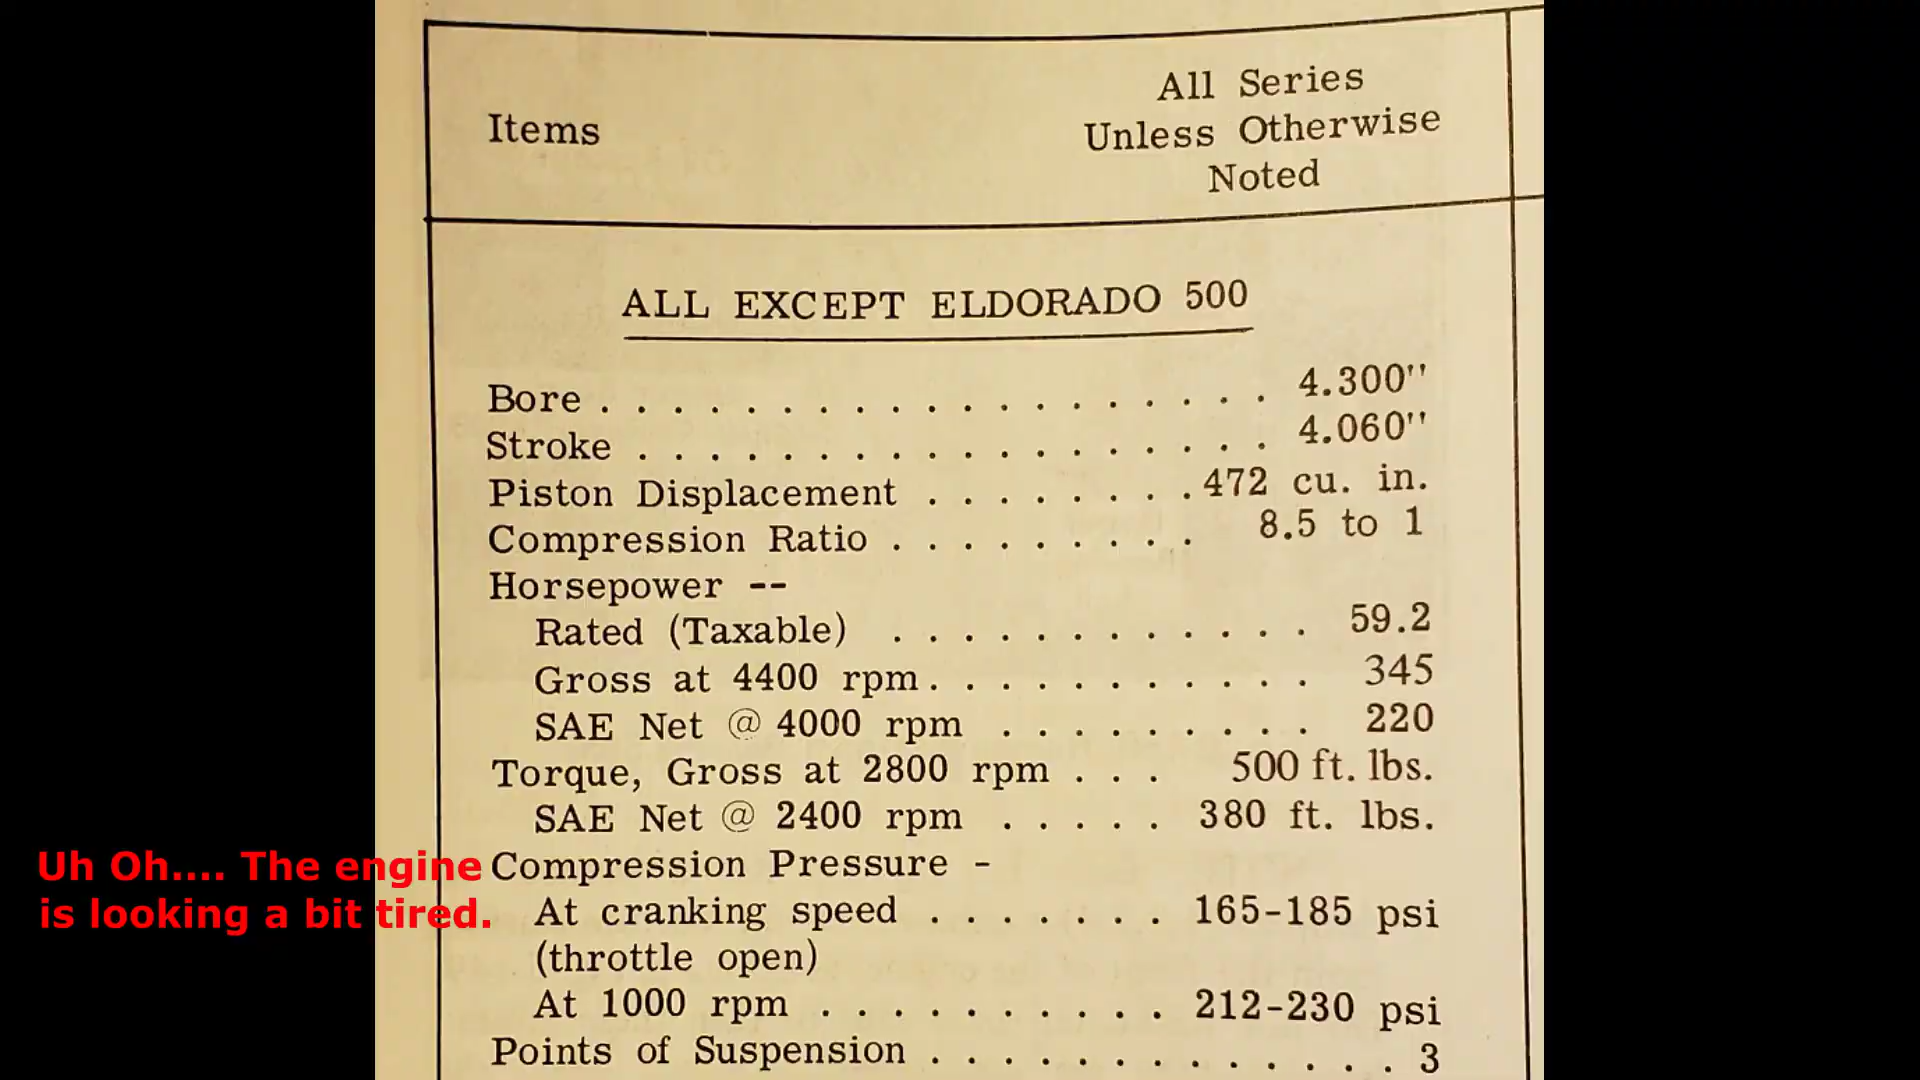 All Series
Items Unless Otherwise
Noted
ALL EXCEPT ELDORADO 500
Bore . . . . . . . . . . . . . . . . . . . 4.300"
Stroke . . . . . . . . . . . . . . . . . . 4.060"
Piston Displacement . . . . . . . . 472 cu. in.
Compression Ratio . . . . . . . . . 8.5 to 1
Horsepower --
Rated (Taxable) . . . . . . . . . . . . 59.2
Gross at 4400 rpm . . . . . . . . . . . 345
SAE Net @ 4000 rpm . . . . . . . . . 220
Torque, Gross at 2800 rpm . . . 500 ft. lbs.
SAE Net @ 2400 rpm . . . . . 380 ft. lbs.
Compression Pressure -
At cranking speed . . . . . . . 165-185 psi
(throttle open)
At 1000 rpm . . . . . . . . . . 212-230 psi
Points of Suspension . . . . . . . . . . . . . 3
Uh Oh.... The engine
is looking a bit tired.